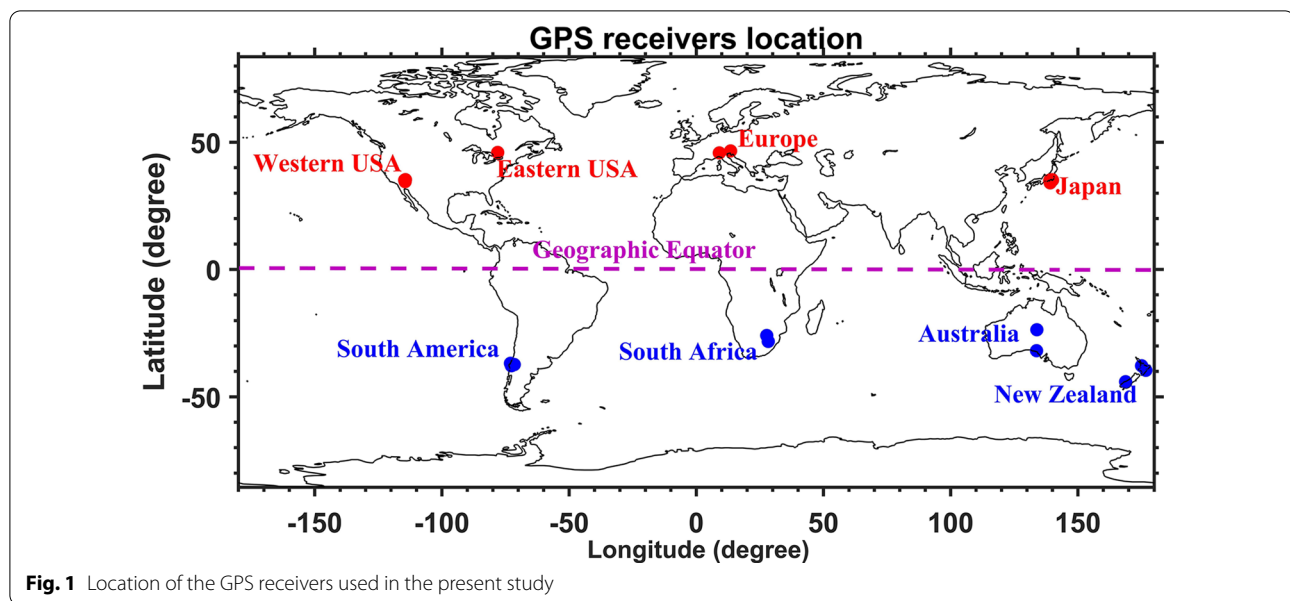 GPS receivers location
50
Europe
Western USA
Eastern USA
Japan
Geographic Equator
0
South America
South Africa
Australia
New Zealand
-50
Latitude (degree)
-150 -100 -50 0 50 100 150
Longitude (degree)
Fig. 1 Location of the GPS receivers used in the present study